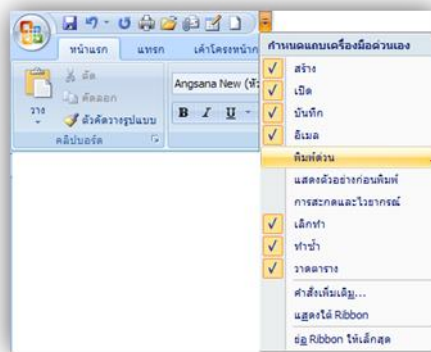 หน้าแรก
แทรก
เค้าโครงหน้าก
วาง
ตัด
คัดลอก
ตัวคัดวางรูปแบบ
คลิปบอร์ด
Angsana New (หัว
B I U
กำหนดแถบเครื่องมือด่วนเอง
สร้าง
เปิด
บันทึก
อีเมล
พิมพ์ด่วน
แสดงตัวอย่างก่อนพิมพ์
การสะกดและไวยากรณ์
เลิกทำ
ทำซ้ำ
วาดตาราง
คำสั่งเพิ่มเติม...
แสดงใต้ Ribbon
ย่อ Ribbon ให้เล็กสุด